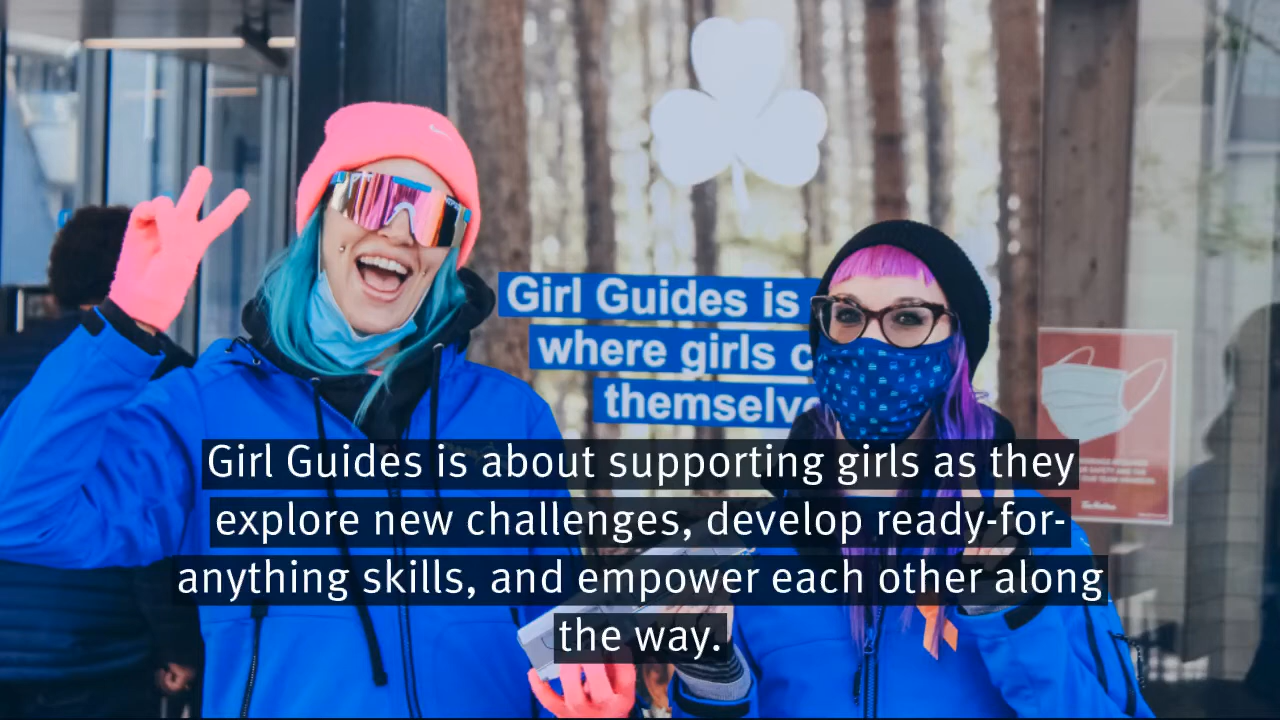 Girl Guides is
where girls c
themselv
Girl Guides is about supporting girls as they
explore new challenges, develop ready-for-
anything skills, and empower each other along
the way.